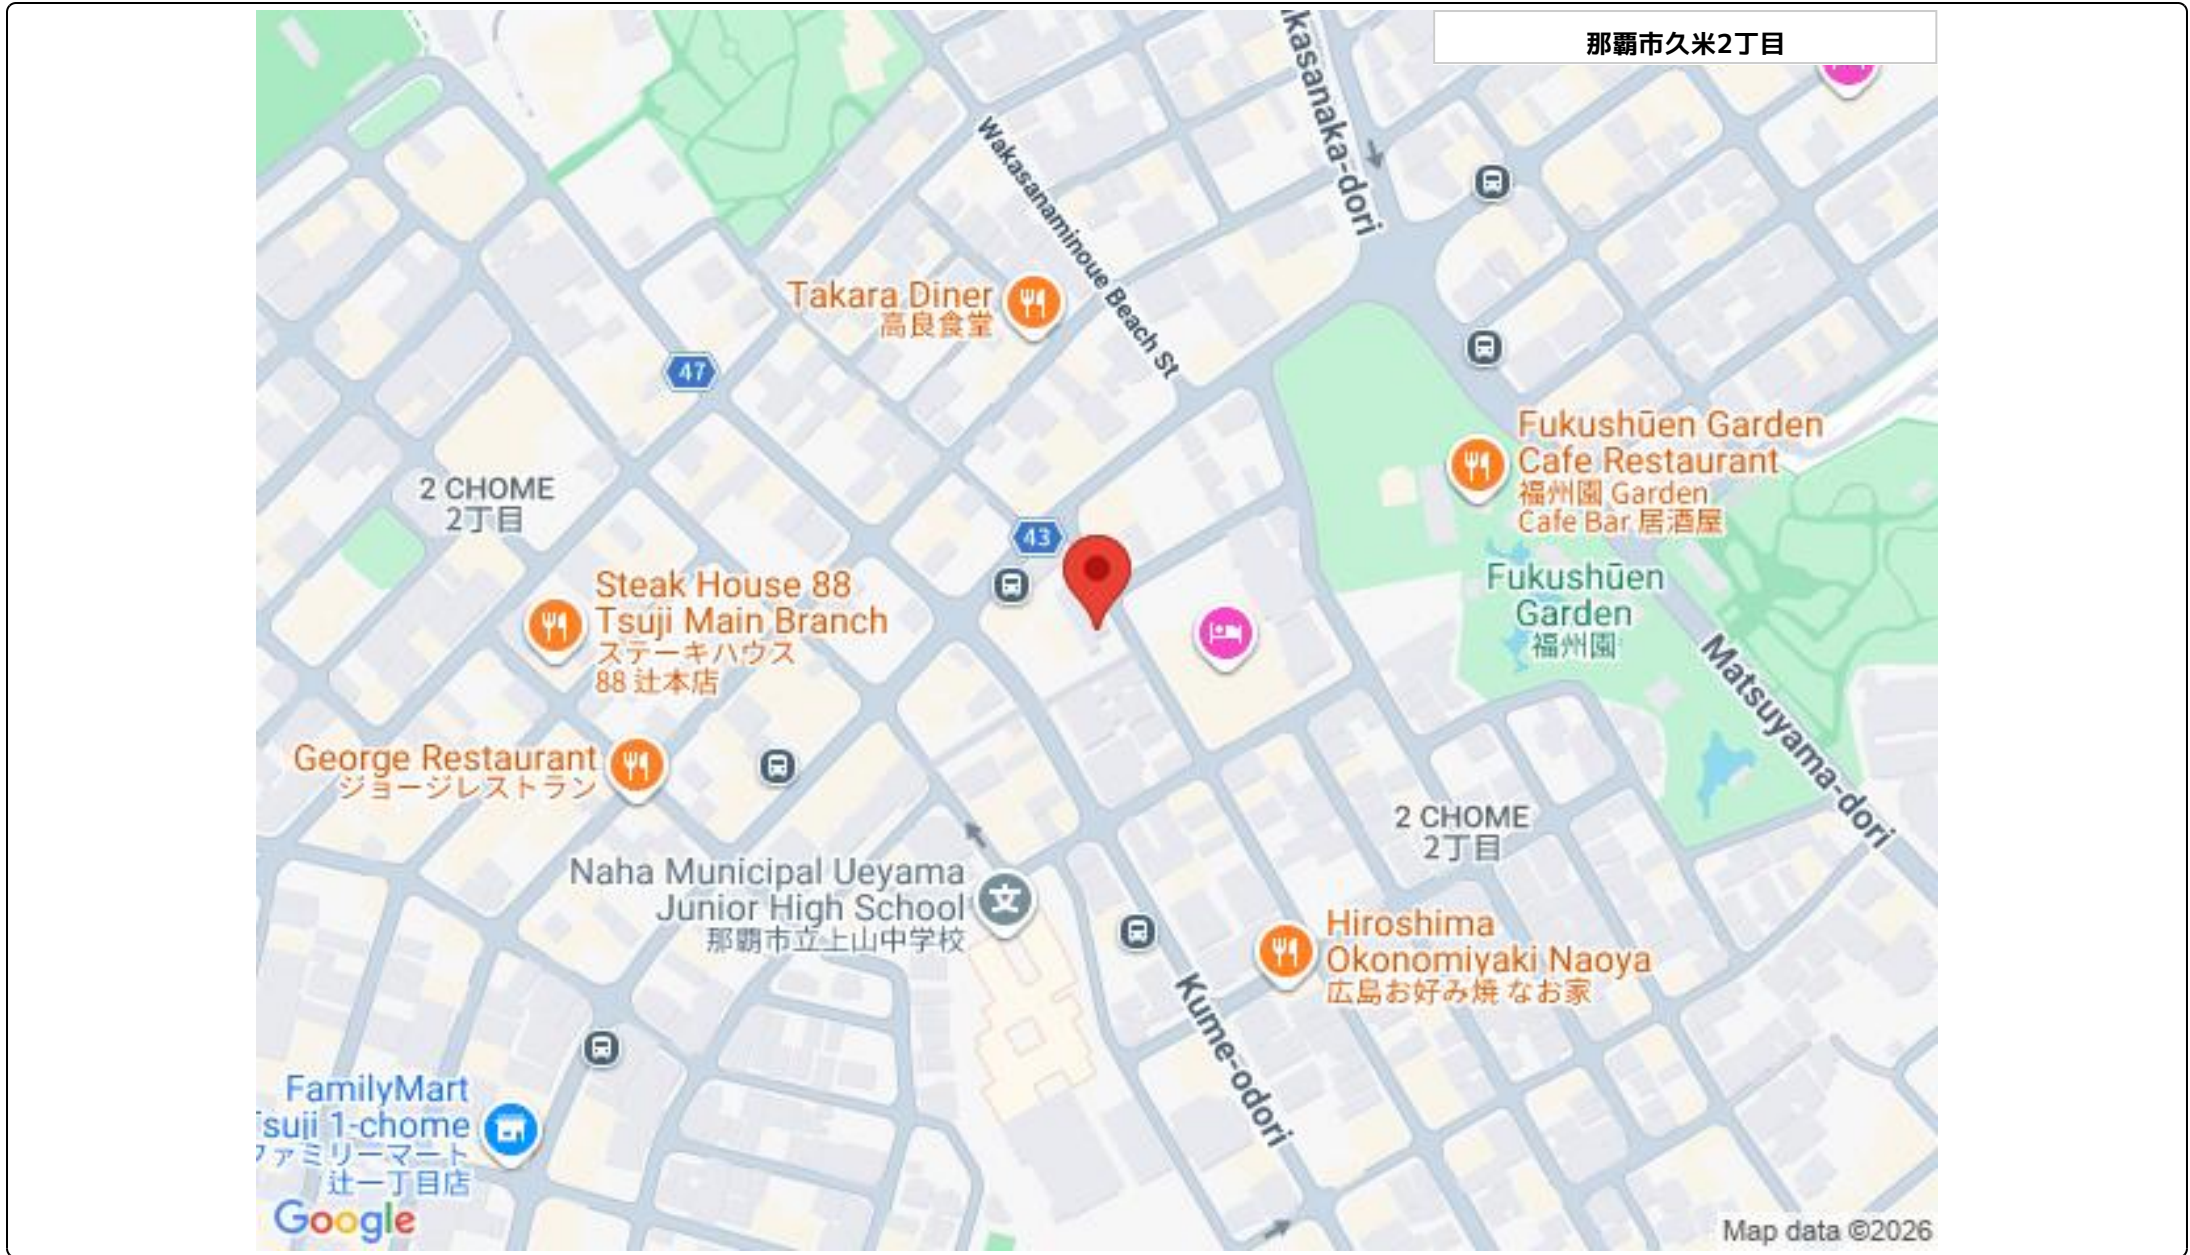 那覇市久米2丁目
kasanaka-dori
Wakasanaminoue Beach St
Takara Diner
高良食堂
47
Fukushūen Garden
Cafe Restaurant
福州園 Garden
Cafe Bar 居酒屋
2 CHOME
2丁目
43
Steak House 88
Tsuji Main Branch
ステーキハウス
88 辻本店
Fukushūen
Garden
福州園
Matsuyama-dori
George Restaurant
ジョージレストラン
2 CHOME
2丁目
Naha Municipal Ueyama
Junior High School
那覇市立上山中学校
文
Hiroshima
Okonomiyaki Naoya
広島お好み焼 なお家
Kume-odori
FamilyMart
Tsuji 1-chome
ファミリーマート
辻一丁目店
Google
Map data ©2026